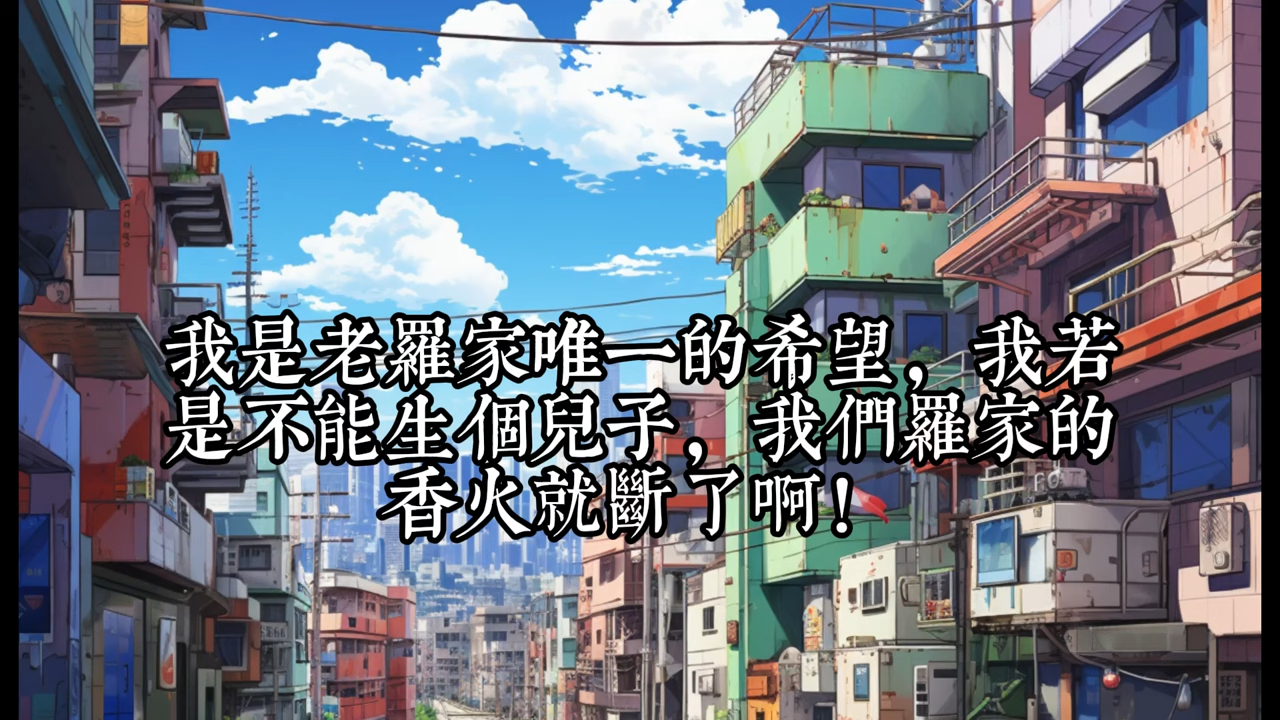 我是老羅家唯一的希望，我若
是不能生個兒子，我們羅家的
香火就斷了啊！